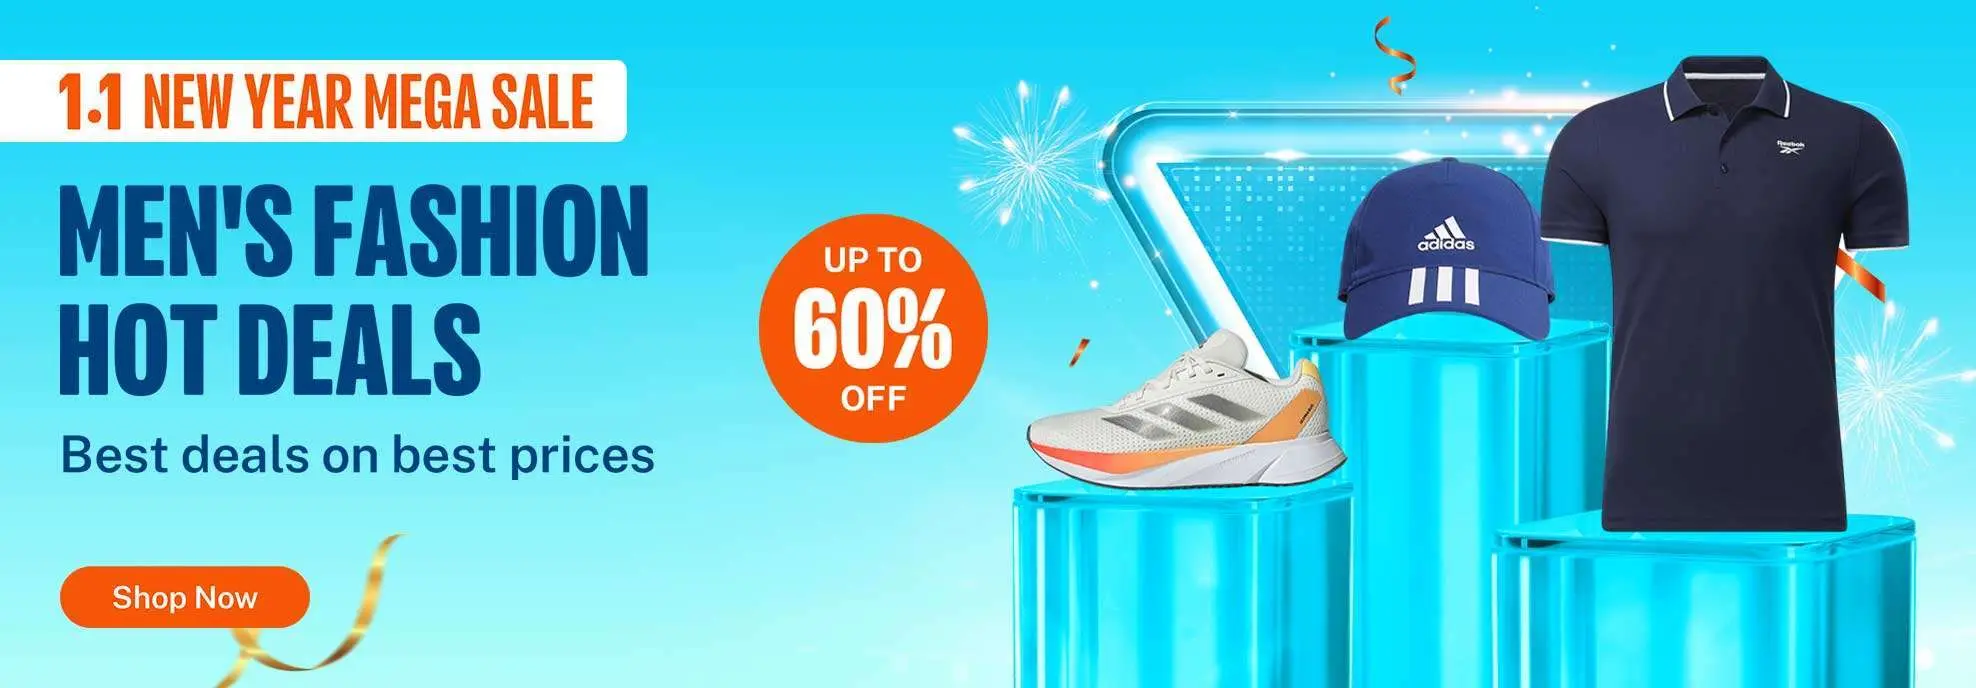 1.1 NEW YEAR MEGA SALE
MEN'S FASHION
HOT DEALS
Best deals on best prices
Shop Now
UP TO
60%
OFF
adidas
Reebok